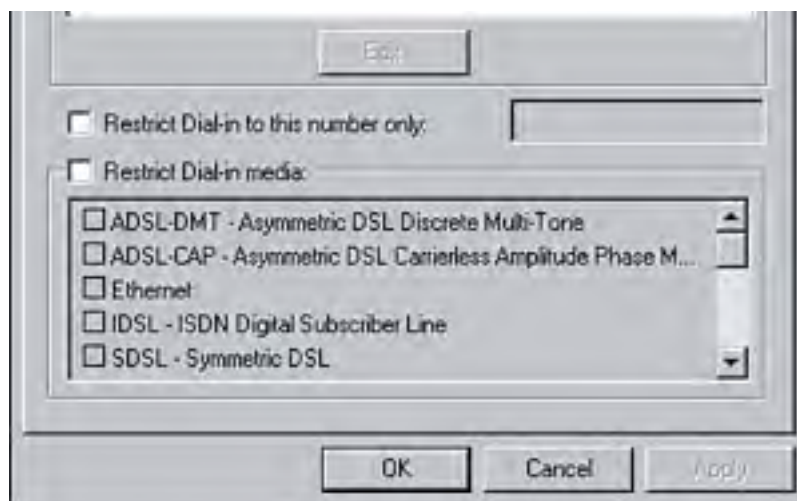 Edit...
Restrict Dial-in to this number only:
Restrict Dial-in media:
ADSL-DMT - Asymmetric DSL Discrete Multi-Tone
ADSL-CAP - Asymmetric DSL Carrierless Amplitude Phase M...
Ethernet
IDSL - ISDN Digital Subscriber Line
SDSL - Symmetric DSL
OK Cancel Apply